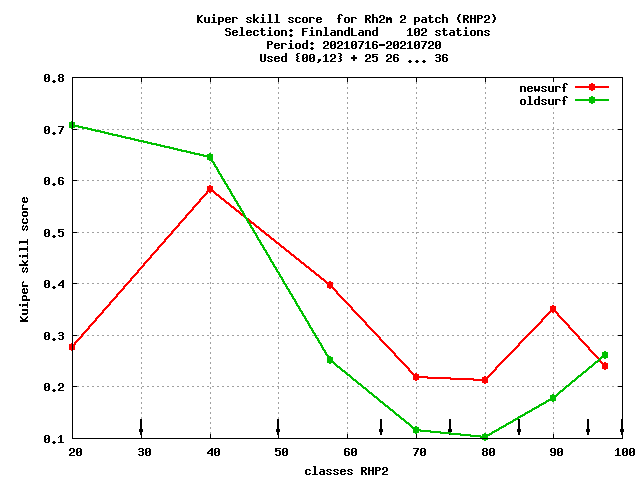 Kuiper skill score  for Rh2m 2 patch (RHP2)
Selection: FinlandLand    102 stations
Period: 20210716-20210720
Used {00,12} + 25 26 ... 36
newsurf
oldsurf
0.8
0.7
0.6
0.5
0.4
0.3
0.2
0.1
Kuiper skill score
20 30 40 50 60 70 80 90 100
classes RHP2